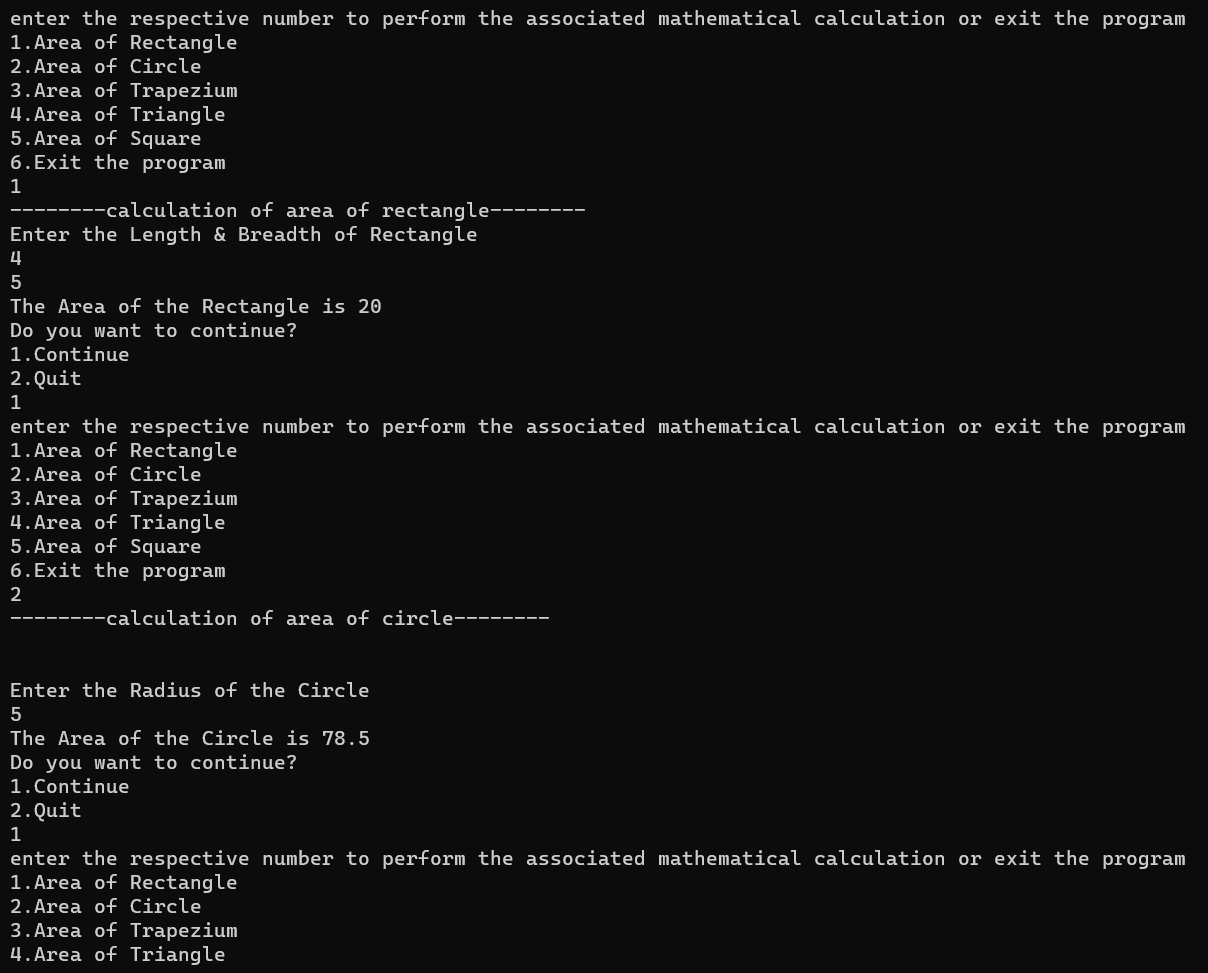 enter the respective number to perform the associated mathematical calculation or exit the program
1.Area of Rectangle
2.Area of Circle
3.Area of Trapezium
4.Area of Triangle
5.Area of Square
6.Exit the program
1
--------calculation of area of rectangle--------
Enter the Length & Breadth of Rectangle
4
5
The Area of the Rectangle is 20
Do you want to continue?
1.Continue
2.Quit
1
enter the respective number to perform the associated mathematical calculation or exit the program
1.Area of Rectangle
2.Area of Circle
3.Area of Trapezium
4.Area of Triangle
5.Area of Square
6.Exit the program
2
--------calculation of area of circle--------
Enter the Radius of the Circle
5
The Area of the Circle is 78.5
Do you want to continue?
1.Continue
2.Quit
1
enter the respective number to perform the associated mathematical calculation or exit the program
1.Area of Rectangle
2.Area of Circle
3.Area of Trapezium
4.Area of Triangle